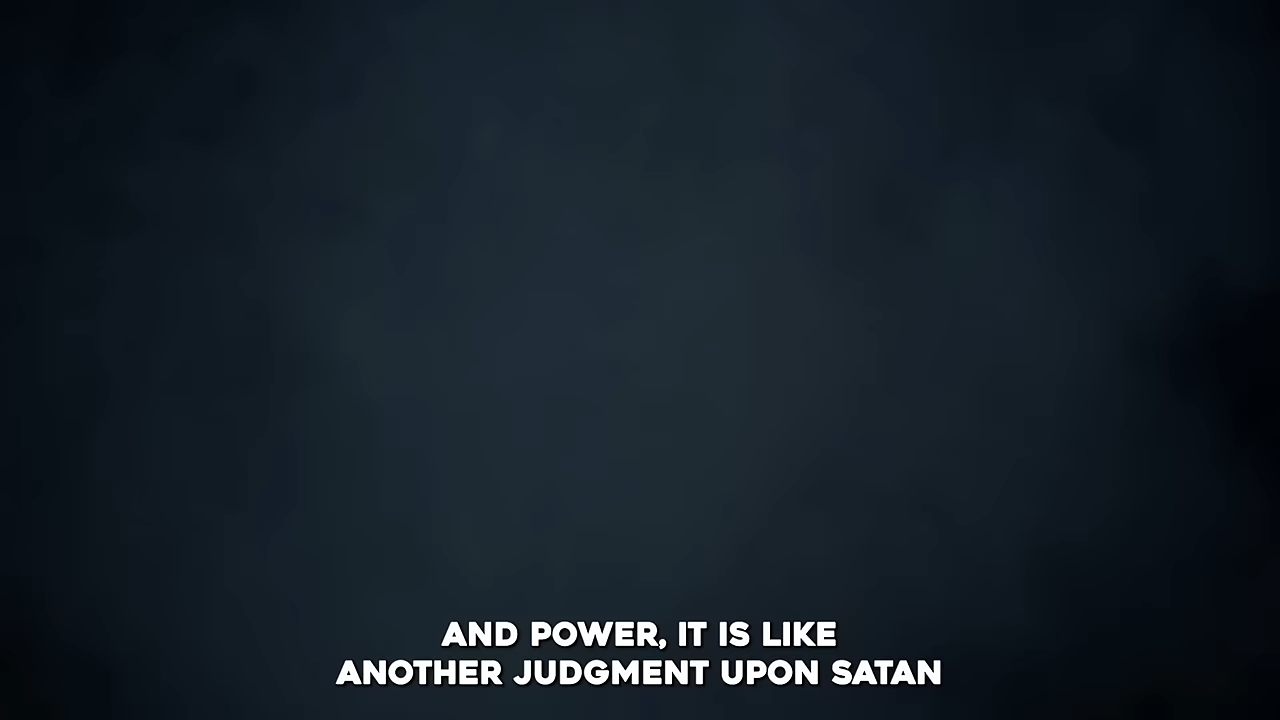 AND POWER, IT IS LIKE
ANOTHER JUDGMENT UPON SATAN